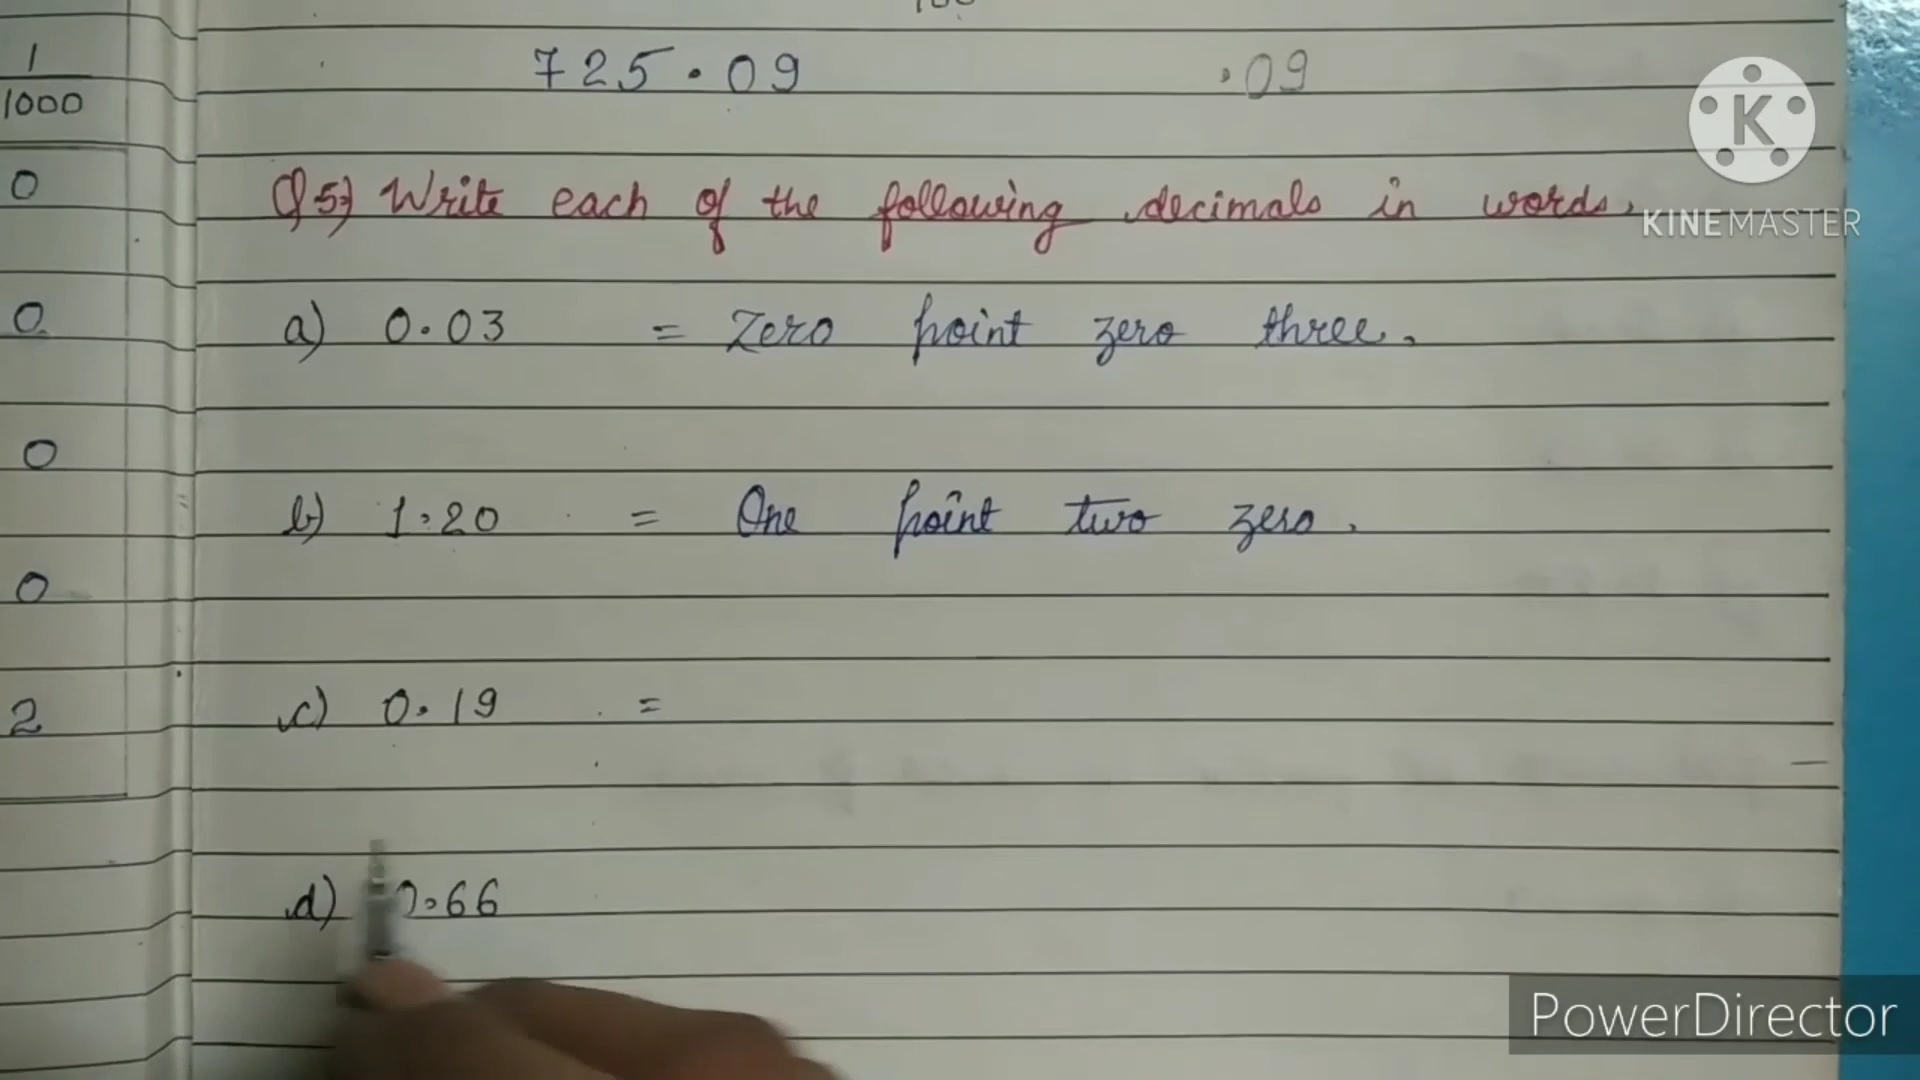 1
1000
725.09 .09
K
KINEMASTER
0
Q5) Write each of the following decimals in words.
0
a) 0.03 = Zero point zero three.
0
b) 1.20 = One point two zero.
0
2
c) 0.19 =
d) 0.66
PowerDirector